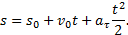 s = s₀ + v₀t + a_τ t²/2.